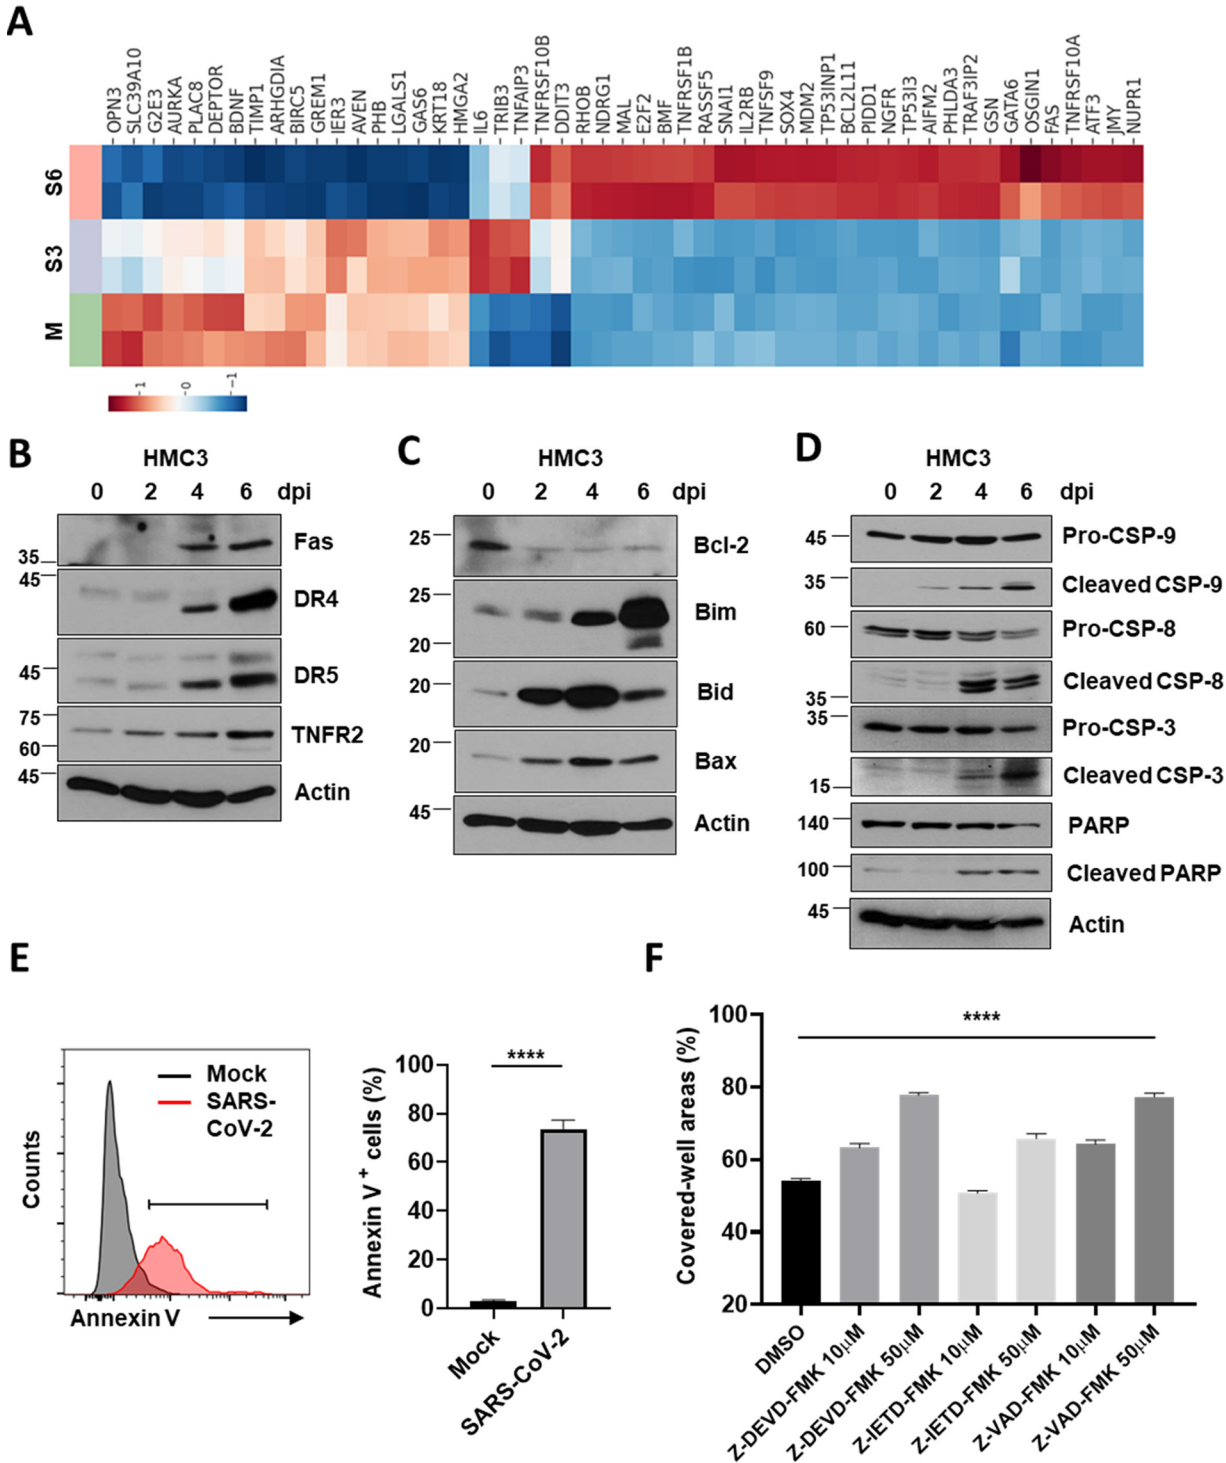 A
OPN3
SLC39A10
G2E3
AURKA
PLAC8
DEPTOR
BDNF
TIMP1
ARHGDIA
BIRC5
GREM1
IER3
AVEN
PHB
LGALS1
GAS6
KRT18
HMGA2
IL6
TRIB3
TNFAIP3
TNFRSF10B
DDIT3
RHOB
NDRG1
MAL
E2F2
BMF
TNFRSF1B
RASSF5
SNAI1
IL2RB
TNFSF9
SOX4
MDM2
TP53INP1
BCL2L11
PIDD1
NGFR
TP53I3
AIFM2
PHLDA3
TRAF3IP2
GSN
GATA6
OSGIN1
FAS
TNFRSF10A
ATF3
JMY
NUPR1
S6
S3
M
1
0
−1
B
HMC3
0 2 4 6 dpi
35
Fas
45
DR4
45
DR5
75
60
TNFR2
45
Actin
C
HMC3
0 2 4 6 dpi
25
Bcl-2
25
20
Bim
20
Bid
20
Bax
45
Actin
D
HMC3
0 2 4 6 dpi
45
Pro-CSP-9
35
Cleaved CSP-9
60
Pro-CSP-8
35
Cleaved CSP-8
35
Pro-CSP-3
15
Cleaved CSP-3
140
PARP
100
Cleaved PARP
45
Actin
E
Counts
Mock
SARS-
CoV-2
Annexin V
Annexin V + cells (%)
100
80
60
40
20
0
****
Mock
SARS-CoV-2
F
Covered-well areas (%)
100
80
60
40
20
****
DMSO
Z-DEVD-FMK 10µM
Z-DEVD-FMK 50µM
Z-IETD-FMK 10µM
Z-IETD-FMK 50µM
Z-VAD-FMK 10µM
Z-VAD-FMK 50µM